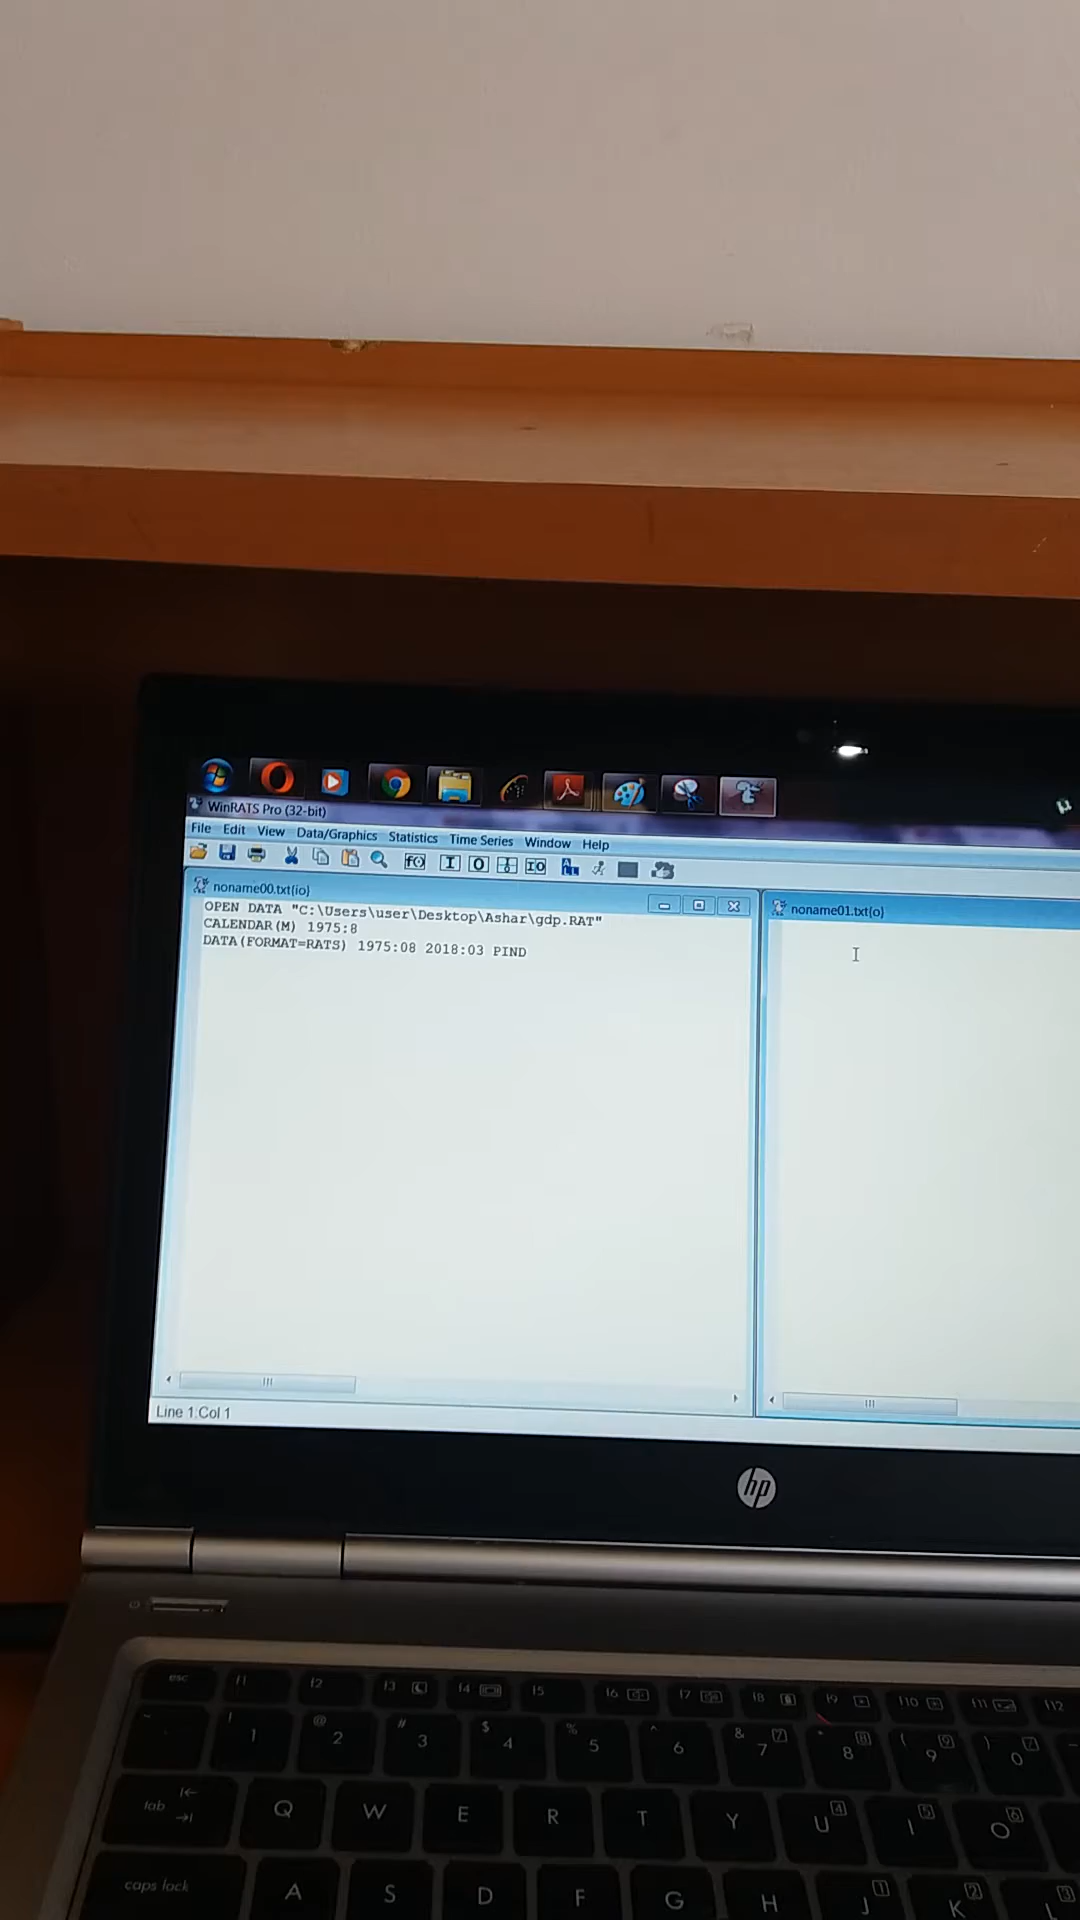 WinRATS Pro (32-bit)
File Edit View Data/Graphics Statistics Time Series Window Help
noname00.txt{io}
OPEN DATA "C:\Users\user\Desktop\Ashar\gdp.RAT"
CALENDAR(M) 1975:8
DATA(FORMAT=RATS) 1975:08 2018:03 PIND
noname01.txt{o}
Line 1 Col 1
hp
esc f1 f2 f3 f4 f5 f6 f7 f8 f9 f10 f11 f12
! 1 @ 2 # 3 $ 4 % 5 ^ 6 & 7 * 8 ( 9 ) 0
tab Q W E R T Y U I O
caps lock A S D F G H J K L